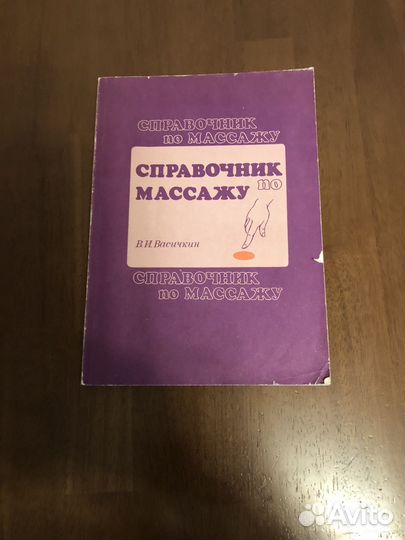 СПРАВОЧНИК
по МАССАЖУ
СПРАВОЧНИК
по
МАССАЖУ
В.И. Васичкин
СПРАВОЧНИК
по МАССАЖУ
Avito